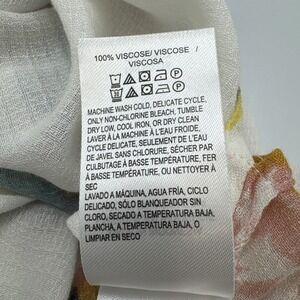 100% VISCOSE/ VISCOSE /
VISCOSA
MACHINE WASH COLD, DELICATE CYCLE,
ONLY NON-CHLORINE BLEACH, TUMBLE
DRY LOW, COOL IRON, OR DRY CLEAN
LAVER À LA MACHINE À L'EAU FROIDE,
CYCLE DELICAT, SEULEMENT DE L'EAU
DE JAVEL SANS CHLORURE, SÉCHER PAR
CULBUTAGE À BASSE TEMPÉRATURE, FER
À BASSE TEMPÉRATURE, OU NETTOYER À
SEC
LAVADO A MÁQUINA, AGUA FRÍA, CICLO
DELICADO, SÓLO BLANQUEADOR SIN
CLORO, SECADO A TEMPERATURA BAJA,
PLANCHA, A TEMPERATURA BAJA, O
LIMPIAR EN SECO